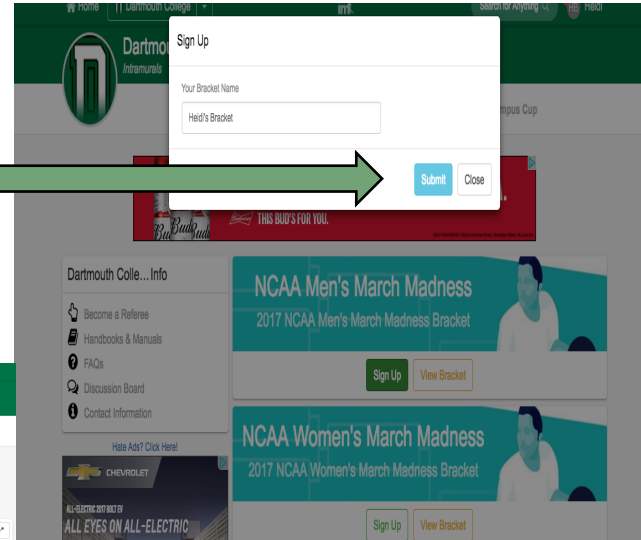 Home Dartmouth College Search for Anything HB Heidi
Dartmo
Intramurals
Sign Up
Your Bracket Name
Heidi's Bracket
Submit Close
mpus Cup
THIS BUD'S FOR YOU.
Dartmouth Colle... Info
Become a Referee
Handbooks & Manuals
FAQs
Discussion Board
Contact Information
Hate Ads? Click Here!
CHEVROLET
ALL-ELECTRIC 2017 BOLT EV
ALL EYES ON ALL-ELECTRIC
NCAA Men's March Madness
2017 NCAA Men's March Madness Bracket
Sign Up View Bracket
NCAA Women's March Madness
2017 NCAA Women's March Madness Bracket
Sign Up View Bracket